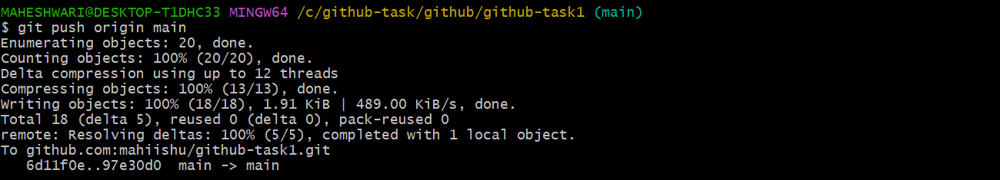 MAHESHWARI@DESKTOP-T1DHC33 MINGW64 /c/github-task/github/github-task1 (main)
$ git push origin main
Enumerating objects: 20, done.
Counting objects: 100% (20/20), done.
Delta compression using up to 12 threads
Compressing objects: 100% (13/13), done.
Writing objects: 100% (18/18), 1.91 KiB | 489.00 KiB/s, done.
Total 18 (delta 5), reused 0 (delta 0), pack-reused 0
remote: Resolving deltas: 100% (5/5), completed with 1 local object.
To github.com:mahiishu/github-task1.git
   6d11f0e..97e30d0  main -> main